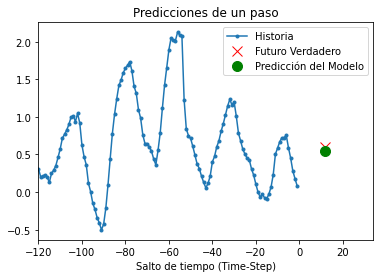 Predicciones de un paso
Historia
Futuro Verdadero
Predicción del Modelo
2.0
1.5
1.0
0.5
0.0
−0.5
−120 −100 −80 −60 −40 −20 0 20
Salto de tiempo (Time-Step)